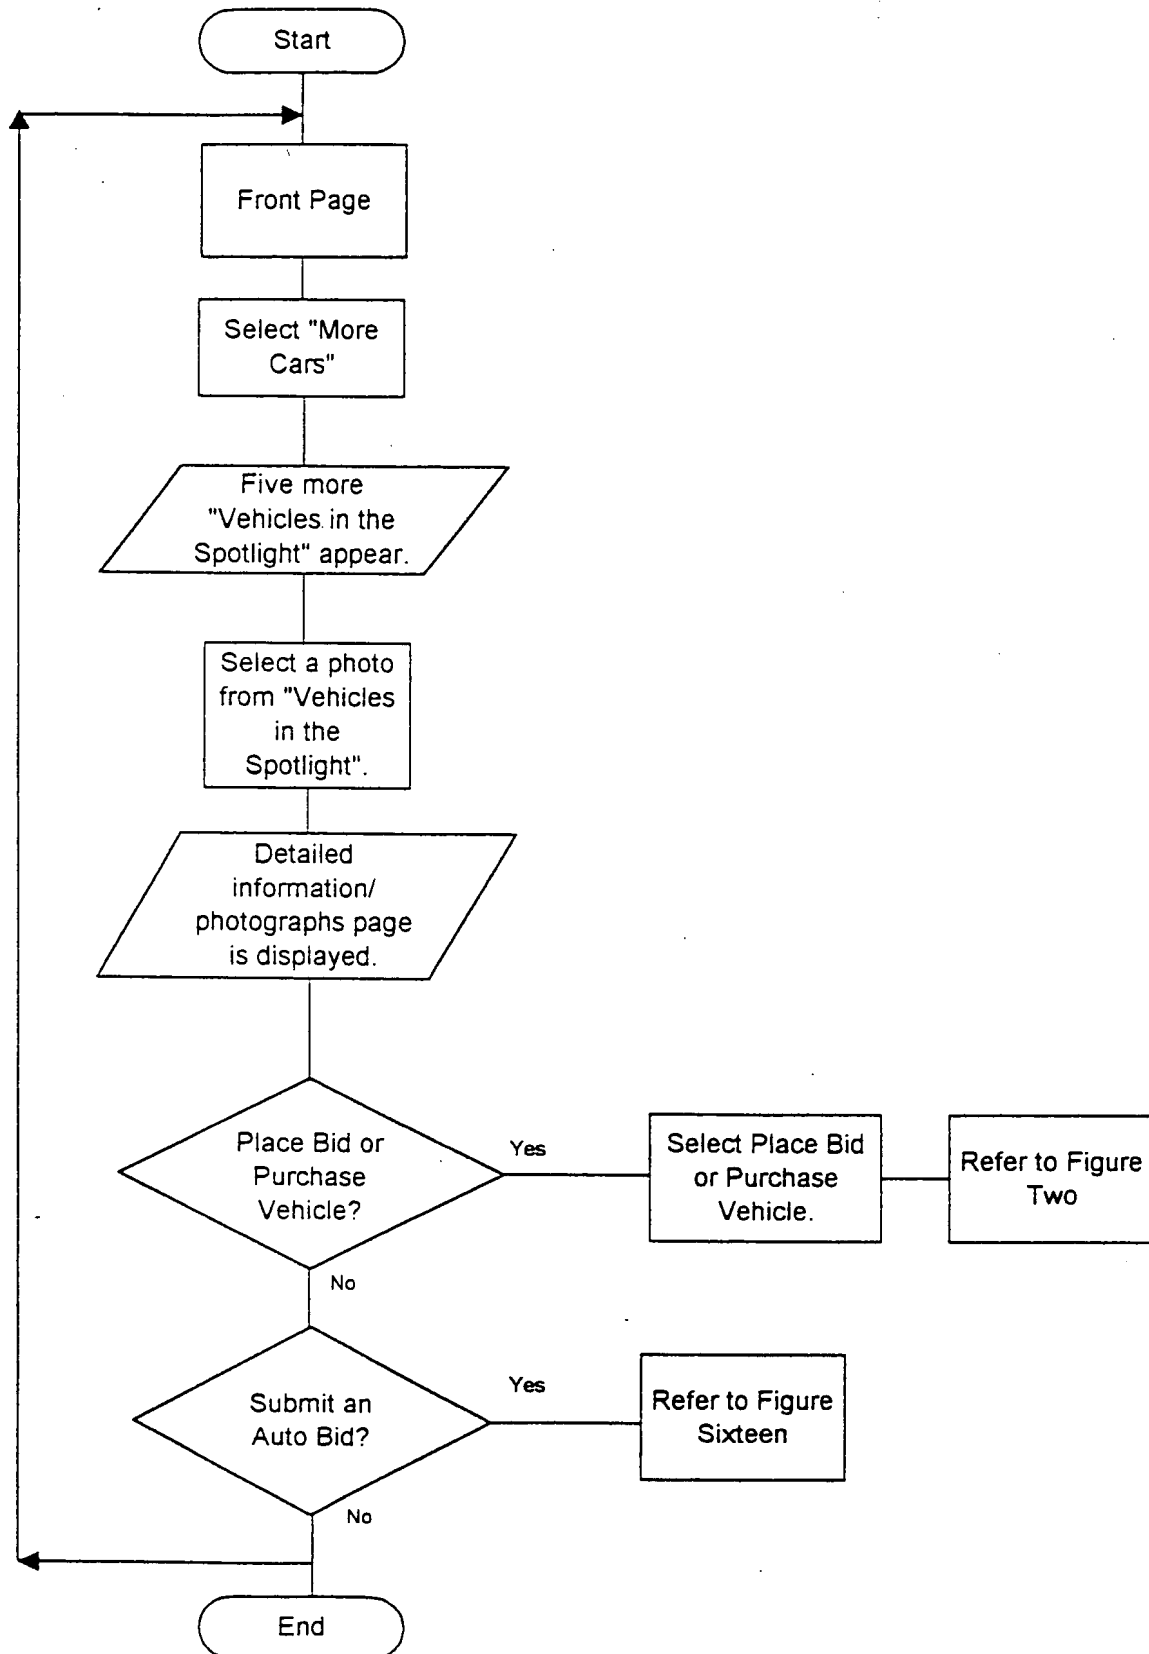 Start
Front Page
Select "More
Cars"
Five more
"Vehicles in the
Spotlight" appear.
Select a photo
from "Vehicles
in the
Spotlight".
Detailed
information/
photographs page
is displayed.
Place Bid or
Purchase
Vehicle?
Yes
Select Place Bid
or Purchase
Vehicle.
Refer to Figure
Two
No
Submit an
Auto Bid?
Yes
Refer to Figure
Sixteen
No
End